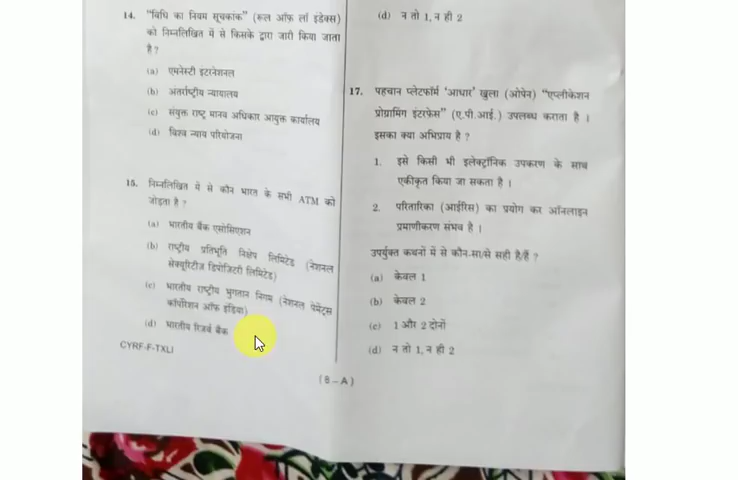 14. "विधि का नियम सूचकांक" (रूल ऑफ़ लॉ इंडेक्स)
को निम्नलिखित में से किसके द्वारा जारी किया जाता
है ?
(a) एमनेस्टी इटरनेशनल
(b) अंतर्राष्ट्रीय न्यायालय
(c) संयुक्त राष्ट्र मानव अधिकार आयुक्त कार्यालय
(d) विश्व न्याय परियोजना
15. निम्नलिखित में से कौन भारत के सभी ATM को
जोड़ता है ?
(a) भारतीय बैंक एसोसिएशन
(b) राष्ट्रीय प्रतिभूति निक्षेप लिमिटेड (नेशनल
सेक्यूरिटीज डिपोजिटरी लिमिटेड)
(c) भारतीय राष्ट्रीय भुगतान निगम (नेशनल पेमेंट्स
कॉर्पोरेशन ऑफ इंडिया)
(d) भारतीय रिजर्व बैंक
CYRF-F-TXLI
(d) न तो 1, न ही 2
17. पहचान प्लेटफॉर्म 'आधार' खुला (ओपेन) "एप्लीकेशन
प्रोग्रामिंग इंटरफेस" (ए.पी.आई.) उपलब्ध कराता है ।
इसका क्या अभिप्राय है ?
1. इसे किसी भी इलेक्ट्रॉनिक उपकरण के साथ
एकीकृत किया जा सकता है ।
2. परितारिका (आईरिस) का प्रयोग कर ऑनलाइन
प्रमाणीकरण संभव है ।
उपर्युक्त कथनों में से कौन-सा/से सही है/हैं ?
(a) केवल 1
(b) केवल 2
(c) 1 और 2 दोनों
(d) न तो 1, न ही 2
(8 – A)